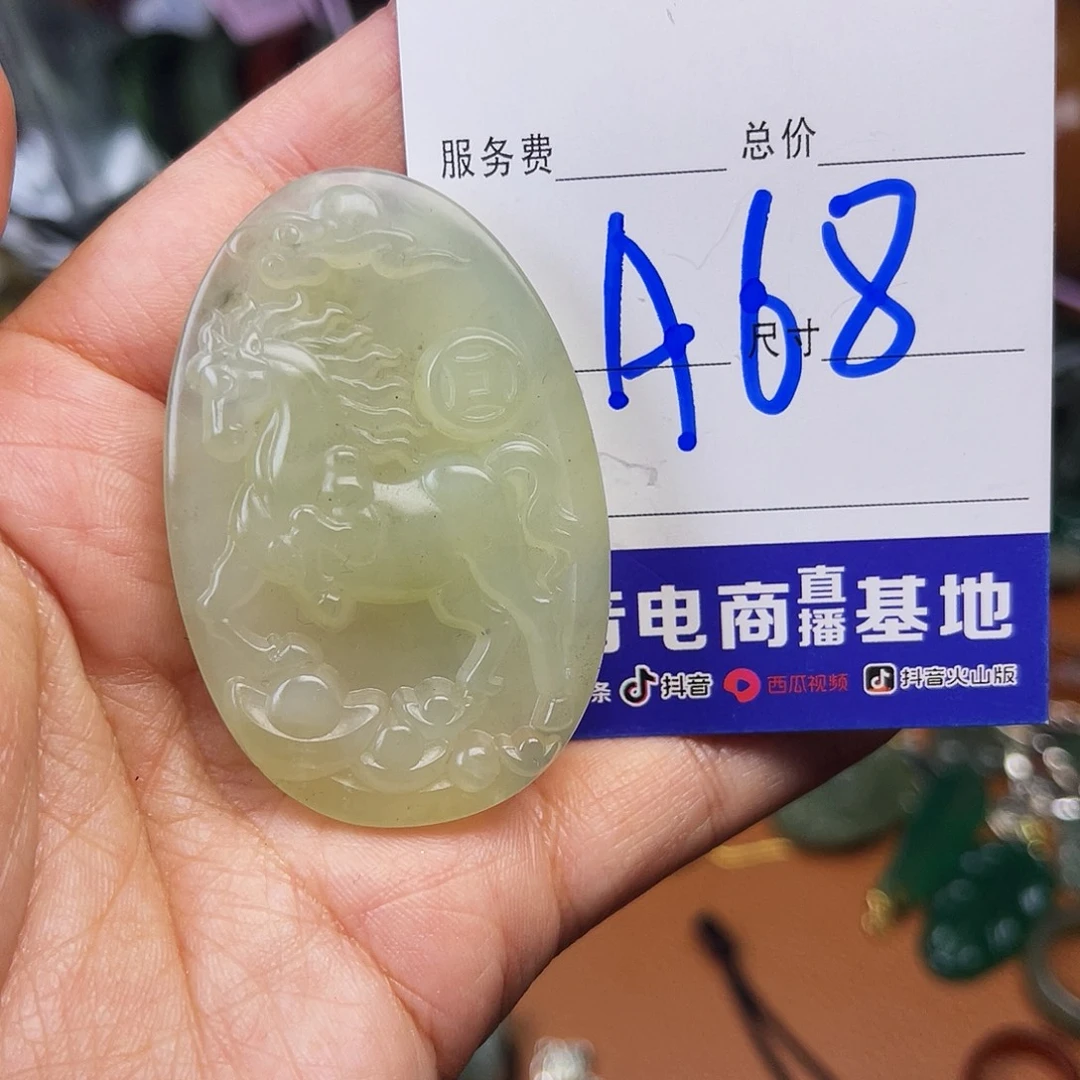 服务费 总价
A68
尺寸
电商直播基地
条 抖音 西瓜视频 抖音火山版